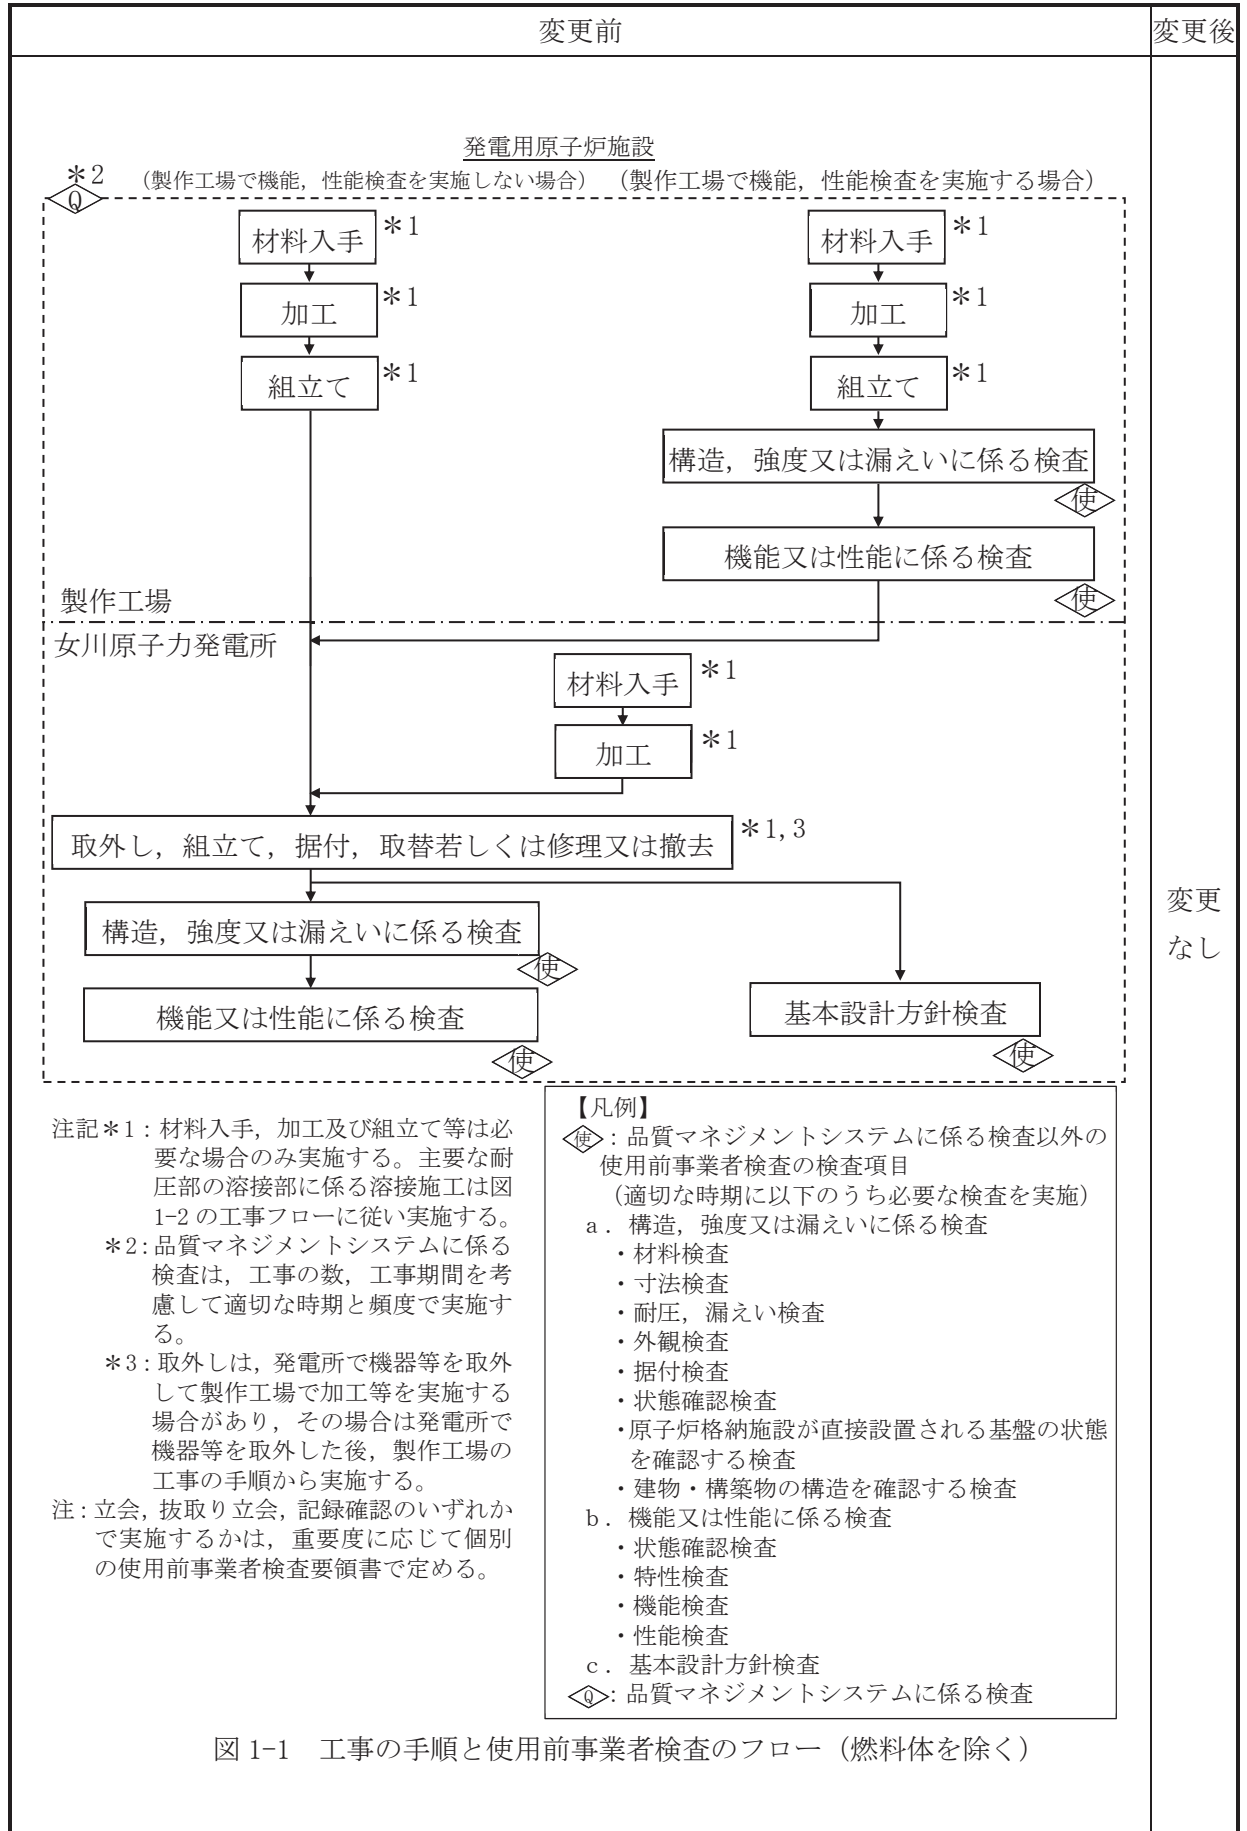 変更前
変更後
発電用原子炉施設
＊2 （製作工場で機能，性能検査を実施しない場合） （製作工場で機能，性能検査を実施する場合）
Q
材料入手 ＊1
加工 ＊1
組立て ＊1
材料入手 ＊1
加工 ＊1
組立て ＊1
構造，強度又は漏えいに係る検査
使
機能又は性能に係る検査
使
製作工場
女川原子力発電所
材料入手 ＊1
加工 ＊1
取外し，組立て，据付，取替若しくは修理又は撤去 ＊1,3
構造，強度又は漏えいに係る検査
使
機能又は性能に係る検査
使
基本設計方針検査
使
変更
なし
注記＊1：材料入手，加工及び組立て等は必
要な場合のみ実施する。主要な耐
圧部の溶接部に係る溶接施工は図
1-2 の工事フローに従い実施する。
＊2：品質マネジメントシステムに係る
検査は，工事の数，工事期間を考
慮して適切な時期と頻度で実施す
る。
＊3：取外しは，発電所で機器等を取外
して製作工場で加工等を実施する
場合があり，その場合は発電所で
機器等を取外した後，製作工場の
工事の手順から実施する。
注：立会，抜取り立会，記録確認のいずれか
で実施するかは，重要度に応じて個別
の使用前事業者検査要領書で定める。
【凡例】
使：品質マネジメントシステムに係る検査以外の
使用前事業者検査の検査項目
（適切な時期に以下のうち必要な検査を実施）
a．構造，強度又は漏えいに係る検査
・材料検査
・寸法検査
・耐圧，漏えい検査
・外観検査
・据付検査
・状態確認検査
・原子炉格納施設が直接設置される基盤の状態
を確認する検査
・建物・構築物の構造を確認する検査
b．機能又は性能に係る検査
・状態確認検査
・特性検査
・機能検査
・性能検査
c．基本設計方針検査
Q：品質マネジメントシステムに係る検査
図 1-1　工事の手順と使用前事業者検査のフロー（燃料体を除く）